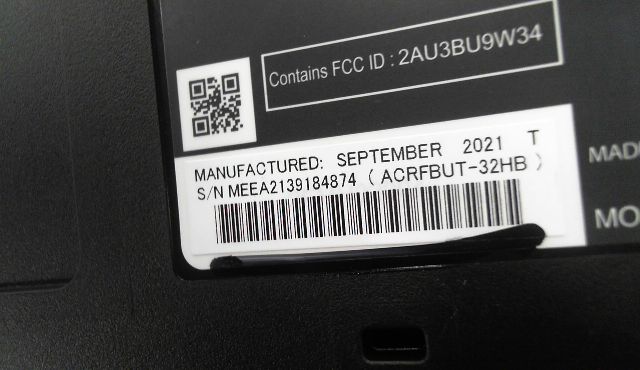 Contains FCC ID : 2AU3BU9W34
MANUFACTURED: SEPTEMBER 2021 T
S/N MEEA2139184874 ( ACRFBUT-32HB )